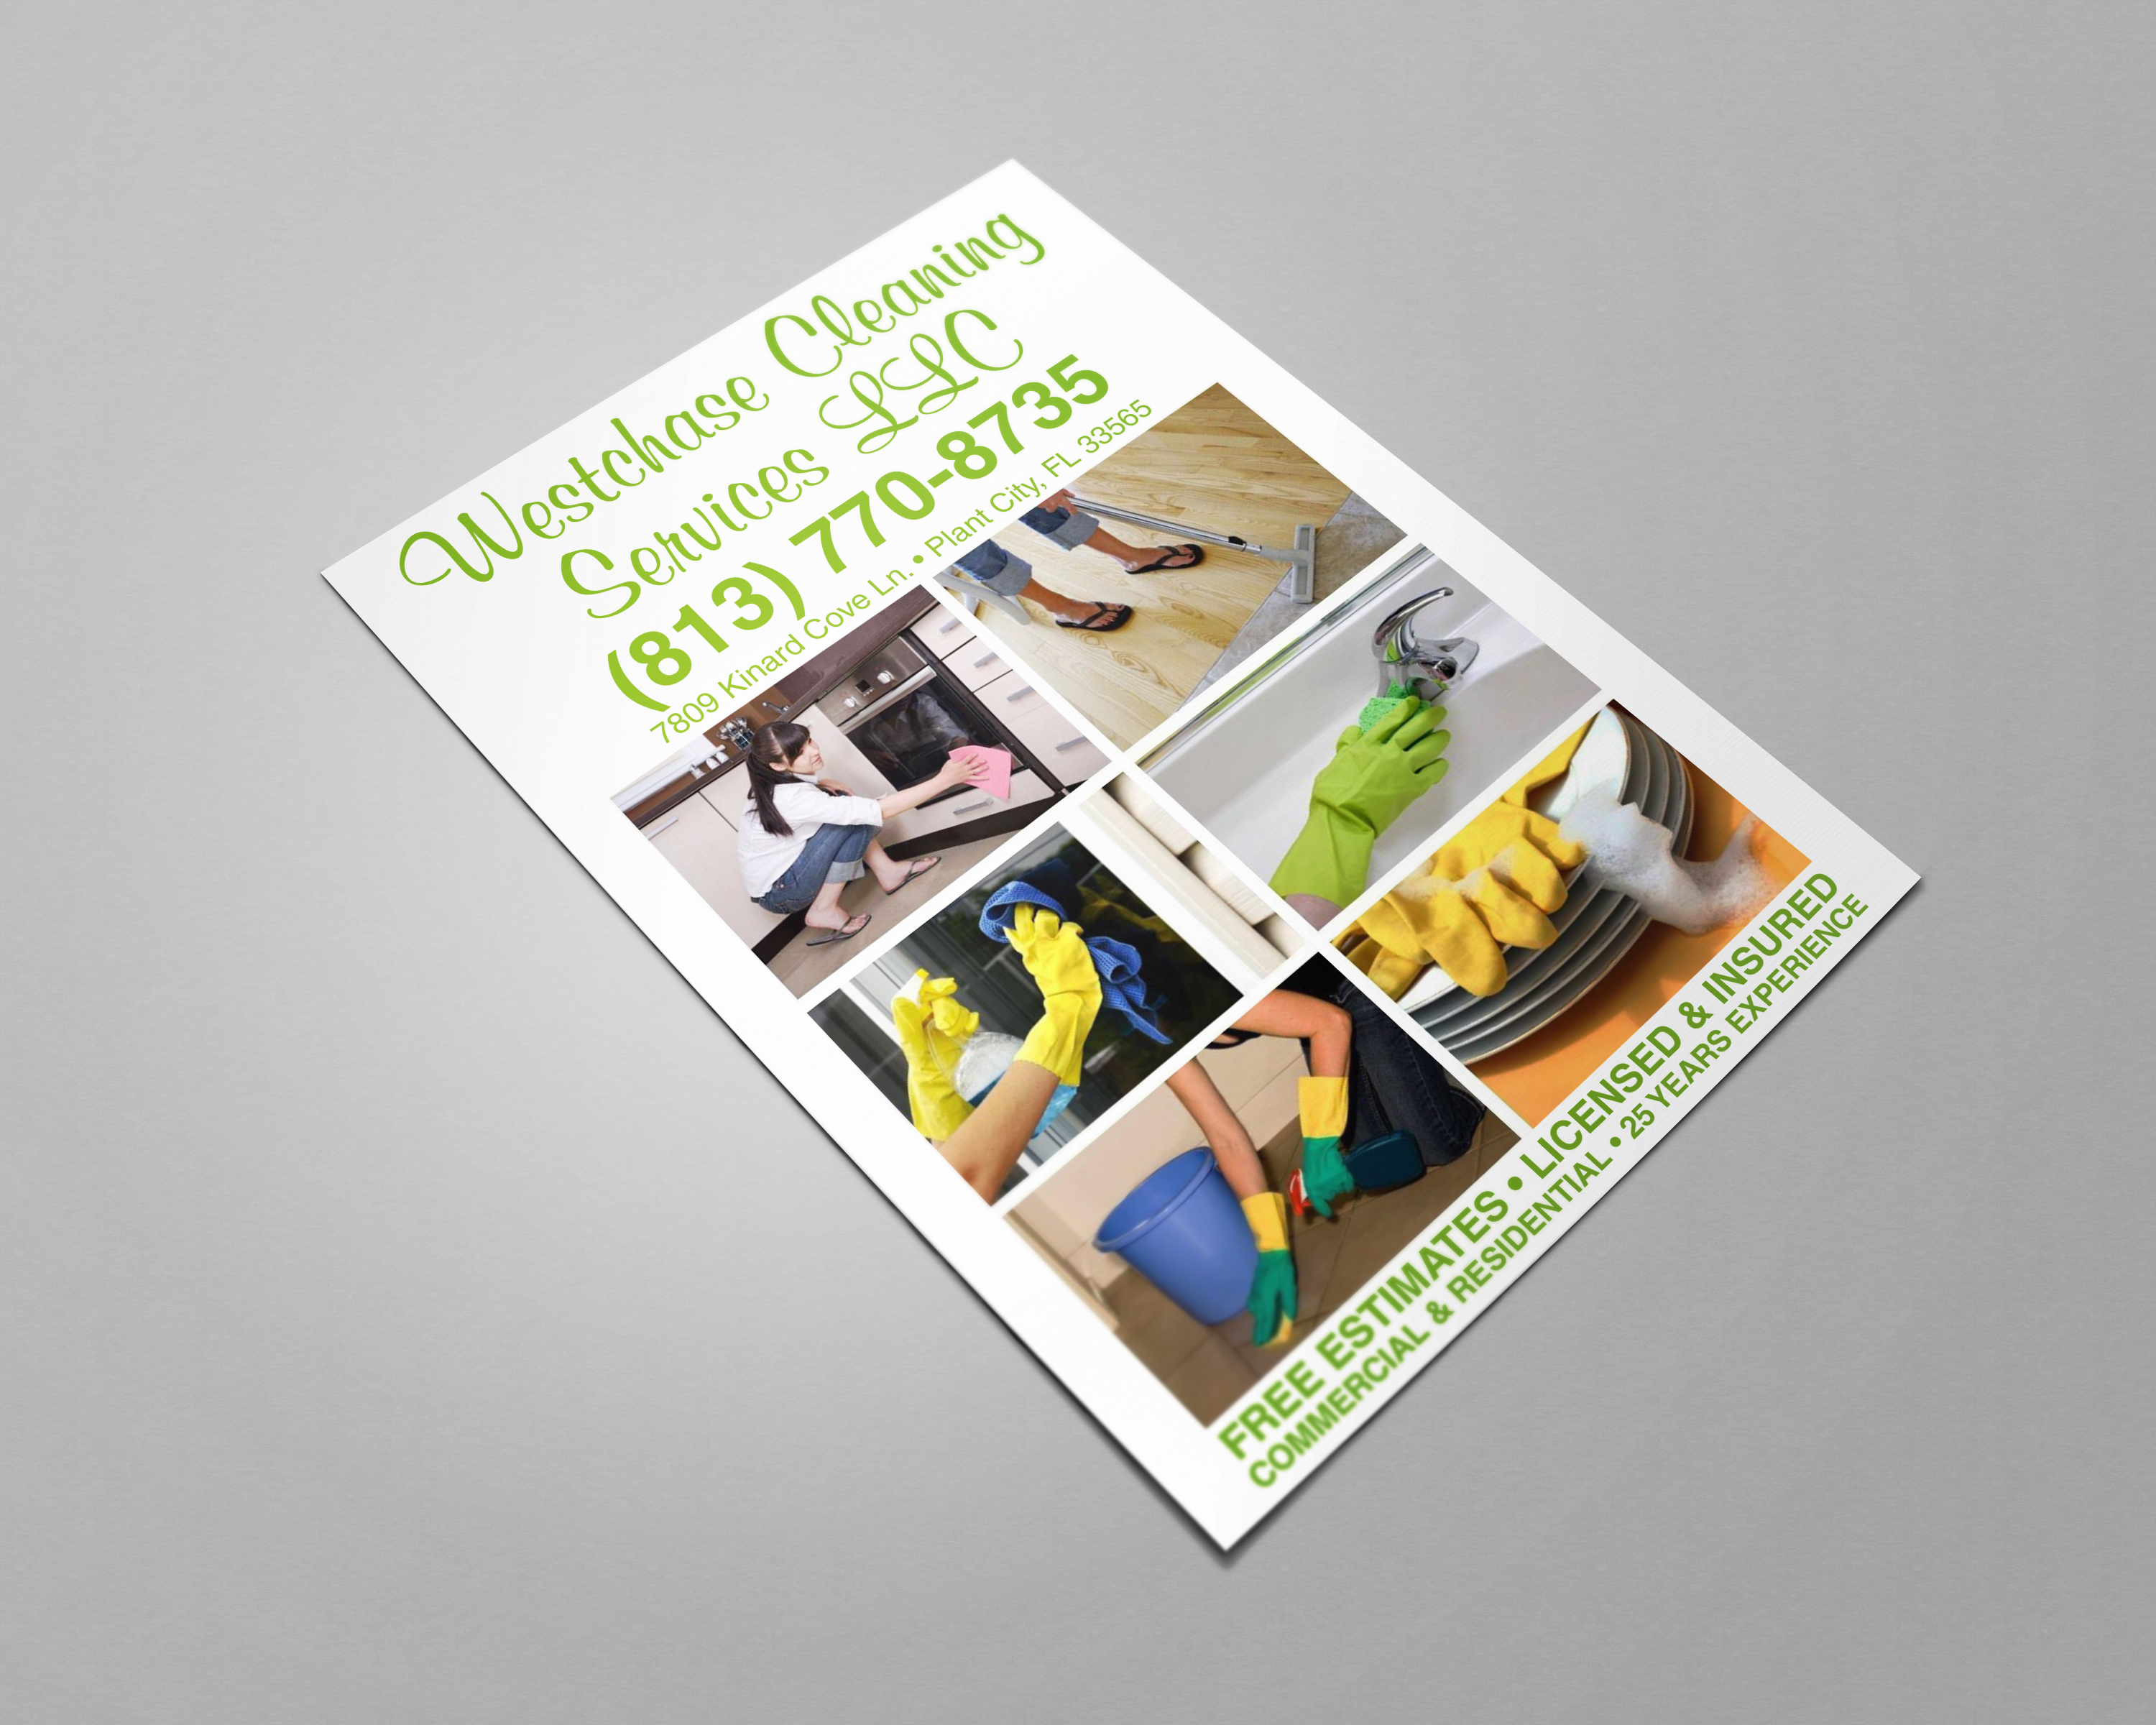 Westchase Cleaning
Services LLC
(813) 770-8735
7809 Kinard Cove Ln. • Plant City, FL 33565
FREE ESTIMATES • LICENSED & INSURED
COMMERCIAL & RESIDENTIAL • 25 YEARS EXPERIENCE